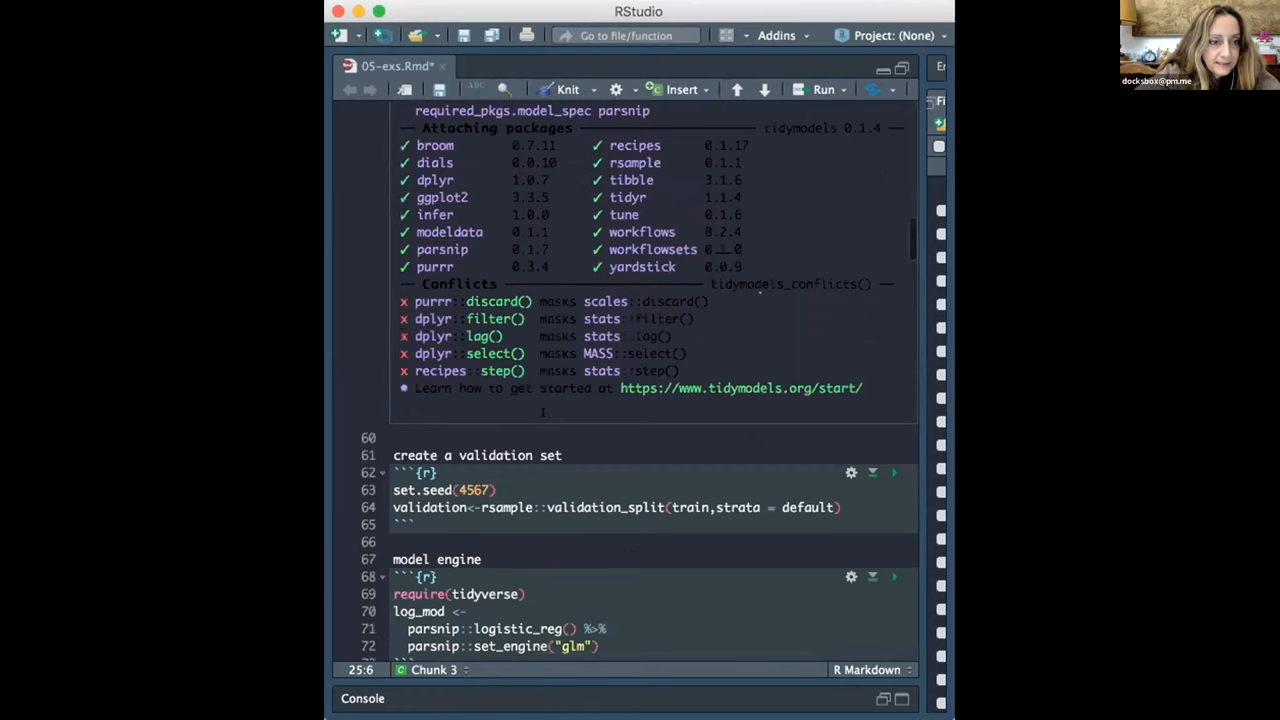 RStudio
Go to file/function
Addins
Project: (None)
05-exs.Rmd*
Knit
Insert
Run
required_pkgs.model_spec parsnip
Attaching packages tidymodels 0.1.4
✓ broom 0.7.11 ✓ recipes 0.1.17
✓ dials 0.0.10 ✓ rsample 0.1.1
✓ dplyr 1.0.7 ✓ tibble 3.1.6
✓ ggplot2 3.3.5 ✓ tidyr 1.1.4
✓ infer 1.0.0 ✓ tune 0.1.6
✓ modeldata 0.1.1 ✓ workflows 0.2.4
✓ parsnip 0.1.7 ✓ workflowsets 0.1.0
✓ purrr 0.3.4 ✓ yardstick 0.0.9
Conflicts tidymodels_conflicts()
x purrr::discard() masks scales::discard()
x dplyr::filter() masks stats::filter()
x dplyr::lag() masks stats::lag()
x dplyr::select() masks MASS::select()
x recipes::step() masks stats::step()
• Learn how to get started at https://www.tidymodels.org/start/
60
61 create a validation set
62 ```{r}
63 set.seed(4567)
64 validation<-rsample::validation_split(train,strata = default)
65 ```
66
67 model engine
68 ```{r}
69 require(tidyverse)
70 log_mod <-
71 parsnip::logistic_reg() %>%
72 parsnip::set_engine("glm")
25:6 Chunk 3 R Markdown
Console
docksbox@pm.me